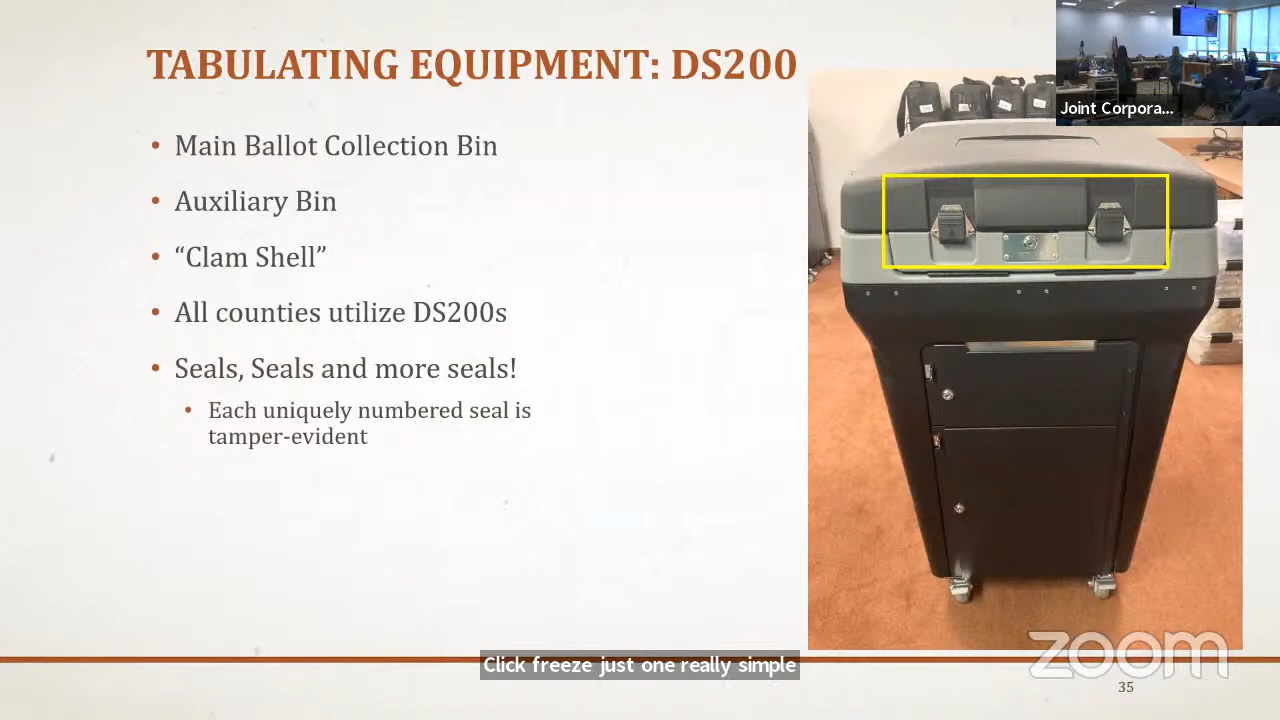 TABULATING EQUIPMENT: DS200
Joint Corpora...
• Main Ballot Collection Bin
• Auxiliary Bin
• “Clam Shell”
• All counties utilize DS200s
• Seals, Seals and more seals!
• Each uniquely numbered seal is
tamper-evident
zoom
Click freeze just one really simple
35